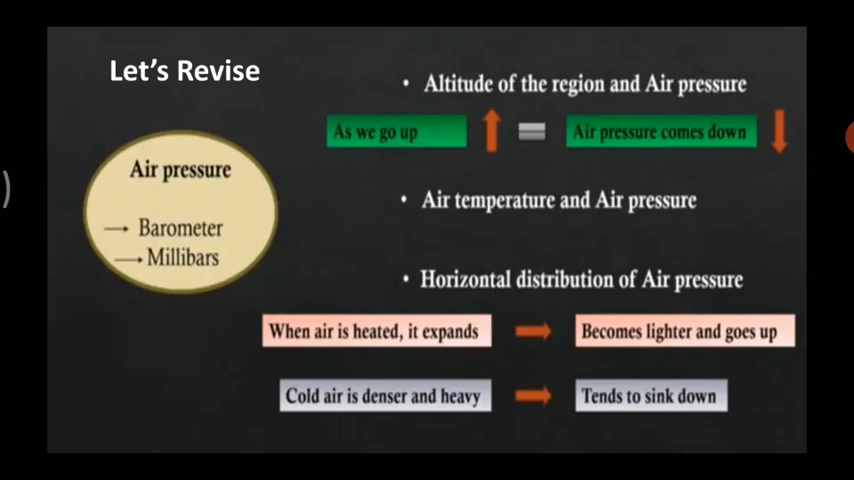 Let's Revise
Air pressure
→ Barometer
→ Millibars
• Altitude of the region and Air pressure
As we go up ↑ = Air pressure comes down ↓
• Air temperature and Air pressure
• Horizontal distribution of Air pressure
When air is heated, it expands → Becomes lighter and goes up
Cold air is denser and heavy → Tends to sink down